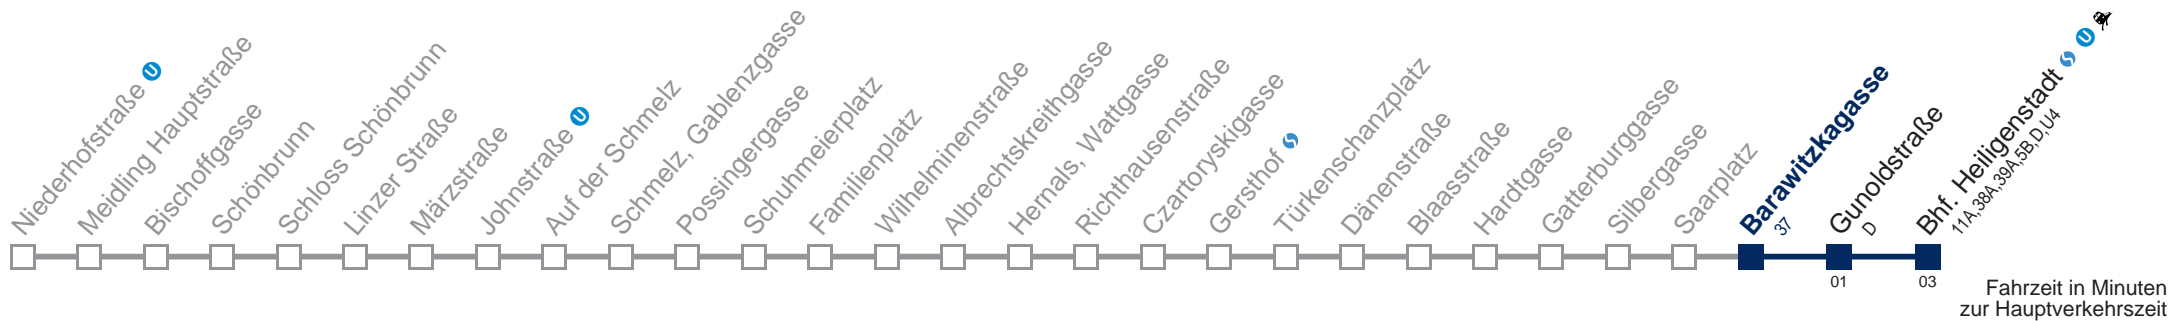 Niederhofstraße U
Meidling Hauptstraße
Bischoffgasse
Schönbrunn
Schloss Schönbrunn
Linzer Straße
Märzstraße
Johnstraße U
Auf der Schmelz
Schmelz, Gablenzgasse
Possingergasse
Schuhmeierplatz
Familienplatz
Wilhelminenstraße
Albrechtskreithgasse
Hernals, Wattgasse
Richthausenstraße
Czartoryskigasse
Gersthof S
Türkenschanzplatz
Dänenstraße
Blaasstraße
Hardtgasse
Gatterburggasse
Silbergasse
Saarplatz
Barawitzkagasse
37
Gunoldstraße
D
Bhf. Heiligenstadt S U
11A,38A,39A,5B,D,U4
01
03
Fahrzeit in Minuten
zur Hauptverkehrszeit